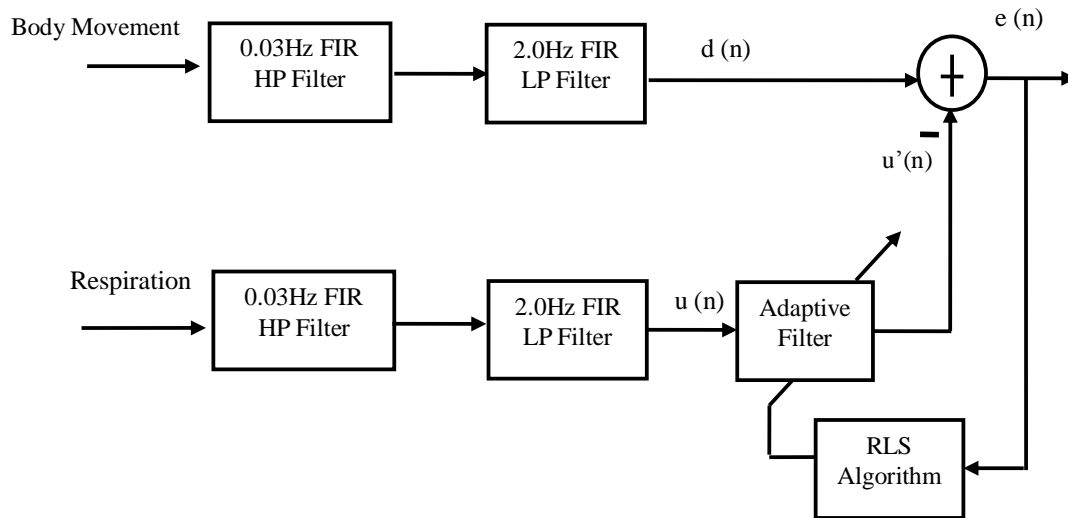 Body Movement
0.03Hz FIR
HP Filter
2.0Hz FIR
LP Filter
d (n)
e (n)
+
-
u’(n)
Respiration
0.03Hz FIR
HP Filter
2.0Hz FIR
LP Filter
u (n)
Adaptive
Filter
RLS
Algorithm